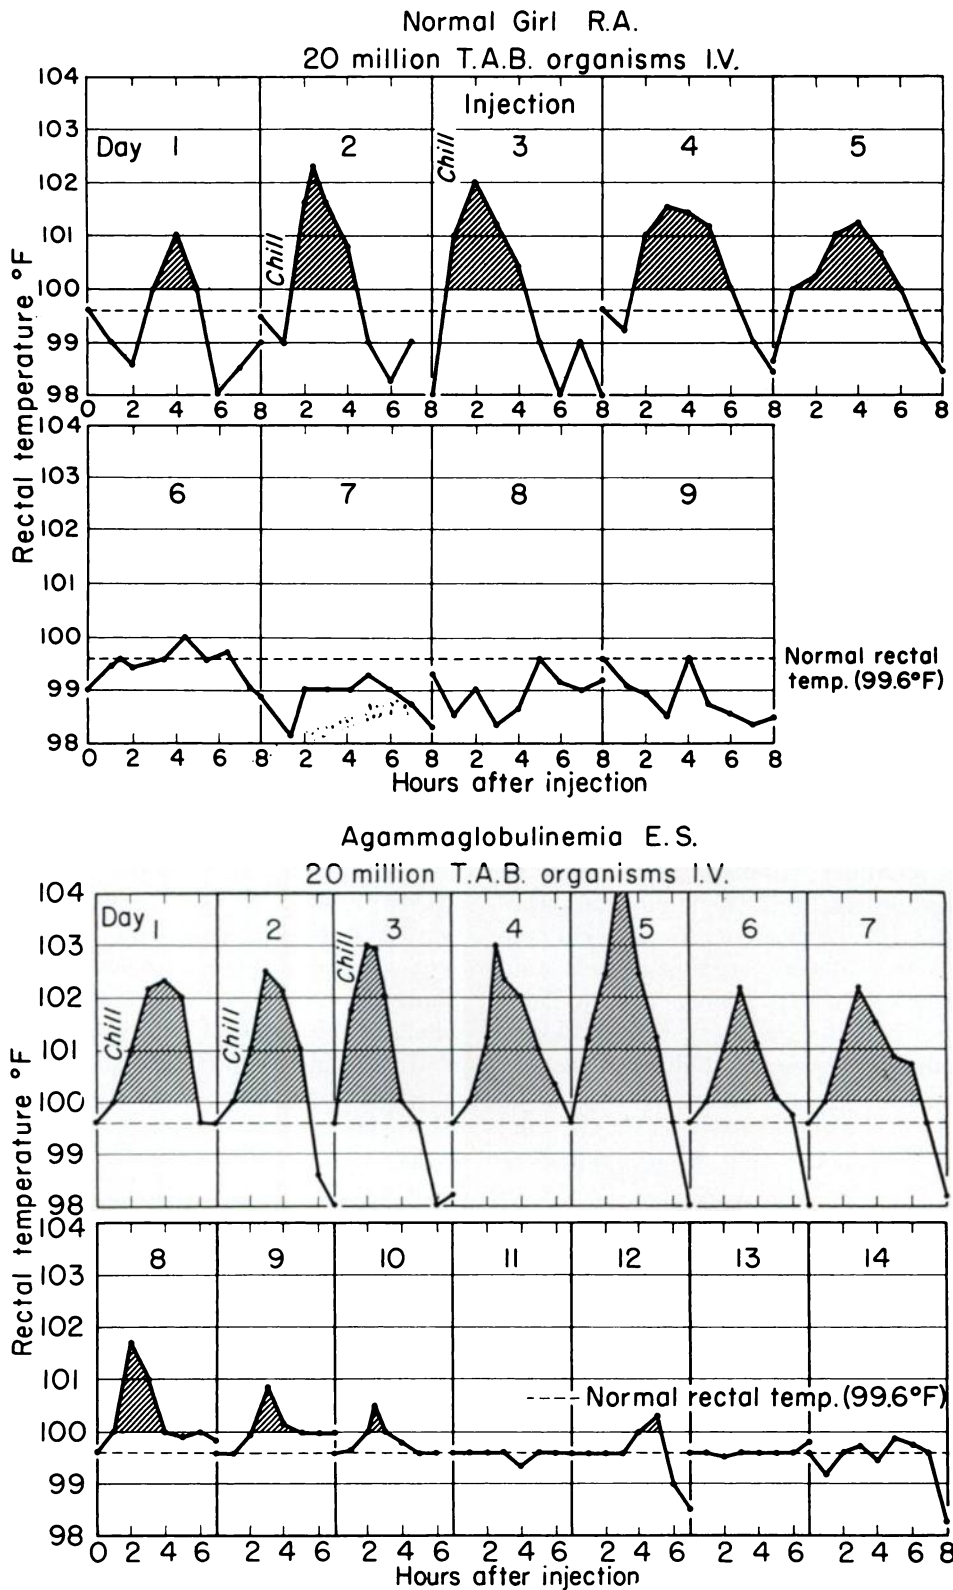 Normal Girl R.A.
20 million T.A.B. organisms I.V.
Rectal temperature °F
104
103
102
101
100
99
98
Injection
Day 1 2 3 4 5
Chill
Chill
0 2 4 6 8 2 4 6 8 2 4 6 8 2 4 6 8 2 4 6 8
104
103
102
101
100
99
98
6 7 8 9
Normal rectal
temp. (99.6°F)
0 2 4 6 8 2 4 6 8 2 4 6 8 2 4 6 8
Hours after injection
Agammaglobulinemia E.S.
20 million T.A.B. organisms I.V.
Rectal temperature °F
104
103
102
101
100
99
98
Day 1 2 3 4 5 6 7
Chill
Chill
Chill
Rectal temperature °F
104
103
102
101
100
99
98
8 9 10 11 12 13 14
Normal rectal temp. (99.6°F)
0 2 4 6 2 4 6 2 4 6 2 4 6 2 4 6 2 4 6 2 4 6 8
Hours after injection